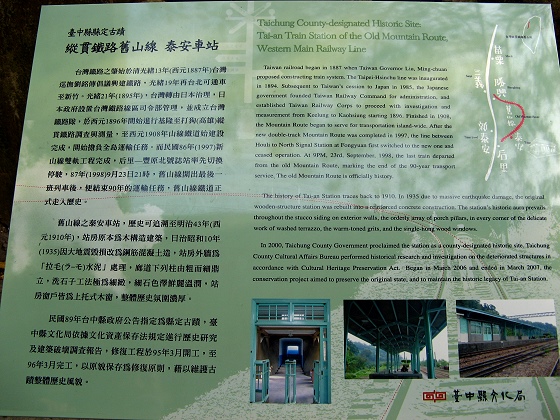 臺中縣縣定古蹟
縱貫鐵路舊山線 泰安車站
台灣鐵路之肇始於清光緒13年(西元1887年)台灣
巡撫劉銘傳倡議興建鐵路，光緒19年再台北可通車
至新竹。光緒21年(1895年)，台灣轉由日本治理，日
本政府設置台灣鐵路線區司令部管理，並成立台灣
鐵路隊，於西元1896年開始進行基隆至打狗(高雄)縱
貫鐵路調查與測量，至西元1908年山線鐵道始建設
完成，開始擔負全島運輸任務，而民國86年(1997)新
山線雙軌工程完成，后里—豐原北號誌站率先切換
停駛，87年(1998)9月23日21時，舊山線開出最後一
班列車後，便結束90年的運輸任務，舊山線鐵道正
式走入歷史。
舊山線之泰安車站，歷史可追溯至明治43年(西
元1910年)，站房原本為木構造建築，日治昭和10年
(1935)因大地震毀損改為鋼筋混凝土造，站房外牆為
「拉毛(ラーモ)水泥」處理，廊道下列柱由粗而細豎
立，洗石子工法極為細緻，細石色澤鮮麗溫潤，站
房窗戶皆為上托式木窗，整體歷史氛圍濃厚。
民國89年台中縣政府公告指定為縣定古蹟，臺
中縣文化局依據文化資產保存法規定進行歷史研究
及建築破壞調查報告，修復工程於95年3月開工，至
96年3月完工，以原貌保存為修復原則，藉以維護古
蹟整體歷史風貌。
Taichung County-designated Historic Site:
Tai-an Train Station of the Old Mountain Route,
Western Main Railway Line
Taiwan railroad began in 1887 when Taiwan Governor Liu, Ming-chuan
proposed constructing train system. The Taipei-Hsinchu line was inaugurated
in 1894. Subsequent to Taiwan's cession to Japan in 1985, the Japanese
government founded Taiwan Railway Command for administration, and
established Taiwan Railway Corps to proceed with investigation and
measurement from Keelung to Kaohsiung starting 1896. Finished in 1908,
the Mountain Route began to serve for transportation island-wide. After the
new double-track Mountain Route was completed in 1997, the line between
Houli to North Signal Station at Fongyuan first switched to the new one and
ceased operation. At 9PM, 23rd, September, 1998, the last train departed
from the old Mountain Route, marking the end of the 90-year transport
service, The old Mountain Route is officially history.
The history of Tai-an Station traces back to 1910. In 1935 due to massive earthquake damage, the original
wooden-structure station was rebuilt into a reinforced concrete construction. The station's historic aura prevails
throughout the stucco siding on exterior walls, the orderly array of porch pillars, in every corner of the delicate
work of washed terrazzo, the warm-toned grits, and the single-hong wood windows.
In 2000, Taichung County Government proclaimed the station as a county-designated historic site, Taichung
County Cultural Affairs Bureau performed historical research and investigation on the deteriorated structures in
accordance with Cultural Heritage Preservation Act. Began in March 2006 and ended in March 2007, the
conservation project aimed to preserve the original state, and to maintain the historic legacy of Tai-an Station.
苗栗
三義
勝興
泰安
后里
臺中縣文化局